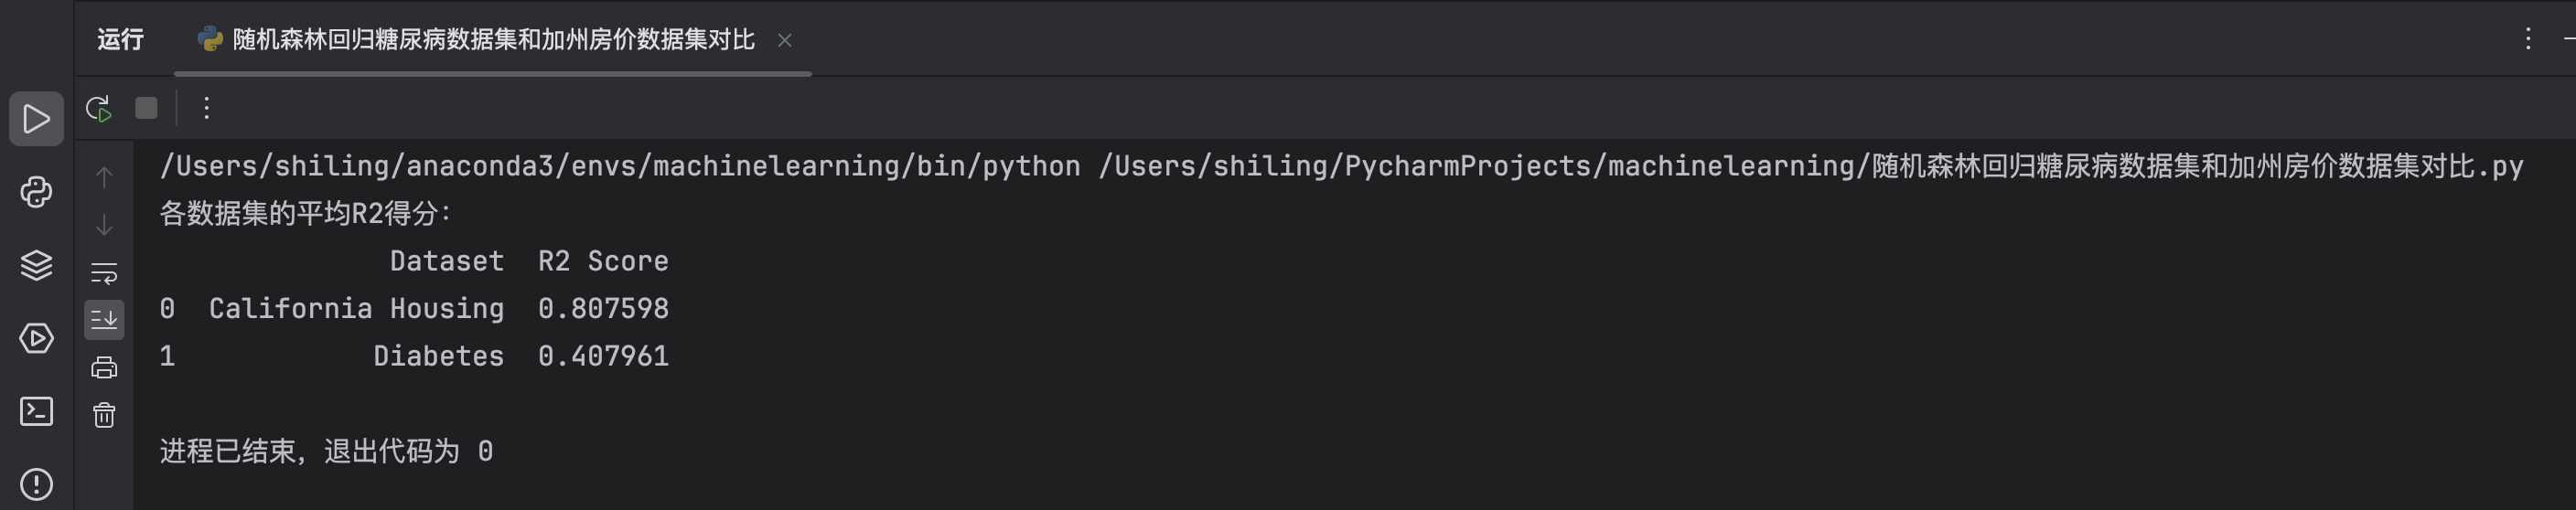 运行 随机森林回归糖尿病数据集和加州房价数据集对比
/Users/shiling/anaconda3/envs/machinelearning/bin/python /Users/shiling/PycharmProjects/machinelearning/随机森林回归糖尿病数据集和加州房价数据集对比.py
各数据集的平均R2得分：
Dataset R2 Score
0 California Housing 0.807598
1 Diabetes 0.407961
进程已结束，退出代码为 0